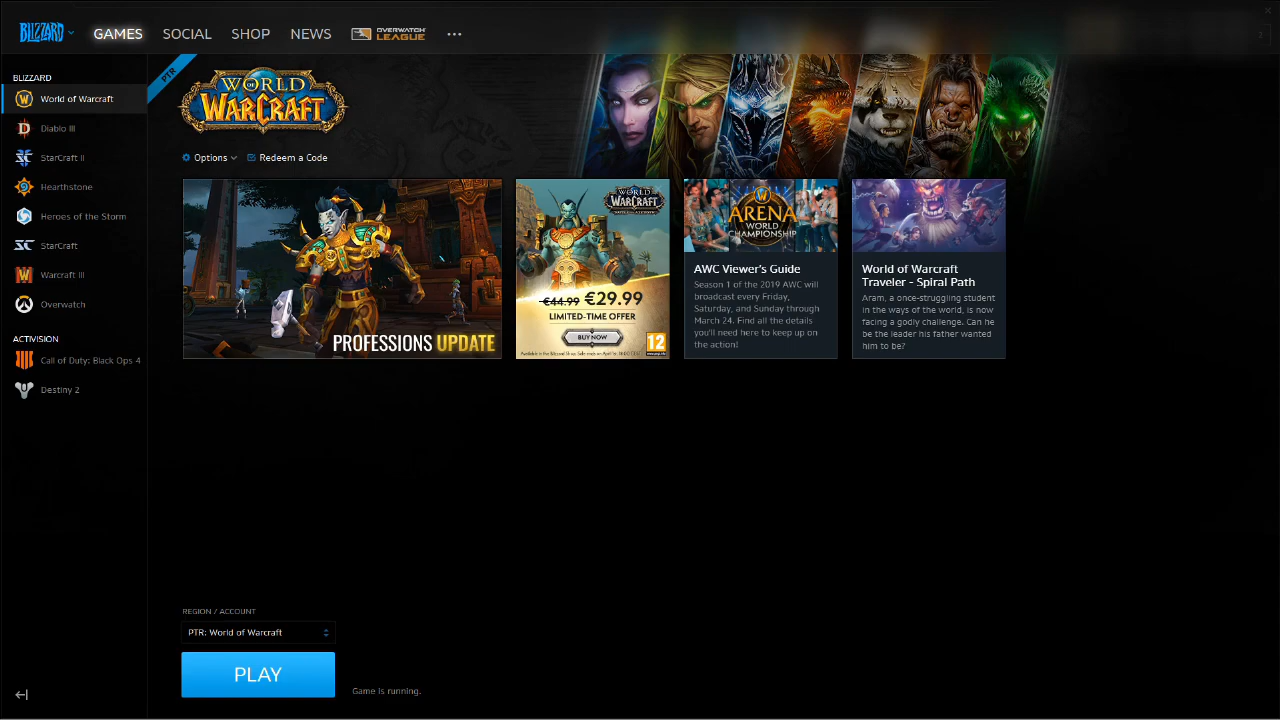 BLIZZARD
GAMES
SOCIAL
SHOP
NEWS
OVERWATCH
LEAGUE
BLIZZARD
World of Warcraft
Diablo III
StarCraft II
Hearthstone
Heroes of the Storm
StarCraft
Warcraft III
Overwatch
ACTIVISION
Call of Duty: Black Ops 4
Destiny 2
PTR
WORLD
OF
WARCRAFT
Options
Redeem a Code
PROFESSIONS UPDATE
WORLD
WARCRAFT
€44.99 €29.99
LIMITED-TIME OFFER
BUY NOW
12
ARENA
WORLD
CHAMPIONSHIP
AWC Viewer's Guide
Season 1 of the 2019 AWC will
broadcast every Friday,
Saturday, and Sunday through
March 24. Find all the details
you'll need here to keep up on
the action!
World of Warcraft
Traveler - Spiral Path
Aram, a once-struggling student
in the ways of the world, is now
facing a godly challenge. Can he
be the leader his father wanted
him to be?
REGION / ACCOUNT
PTR: World of Warcraft
PLAY
Game is running.